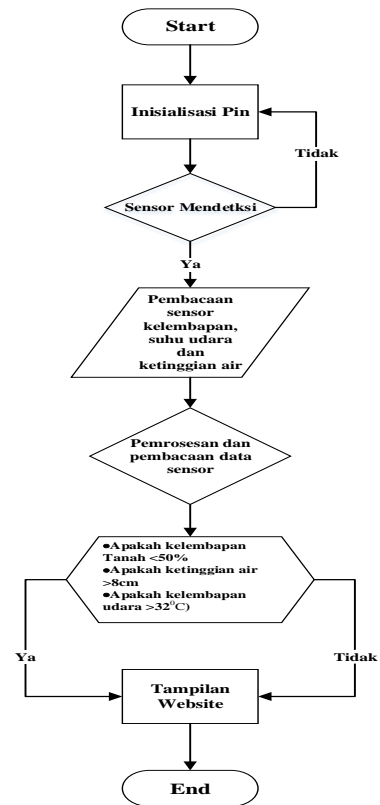 Start
Inisialisasi Pin
Tidak
Sensor Mendetksi
Ya
Pembacaan
sensor
kelembapan,
suhu udara
dan
ketinggian air
Pemrosesan dan
pembacaan data
sensor
●Apakah kelembapan
Tanah <50%
●Apakah ketinggian air
>8cm
●Apakah kelembapan
udara >32⁰C)
Ya
Tidak
Tampilan
Website
End